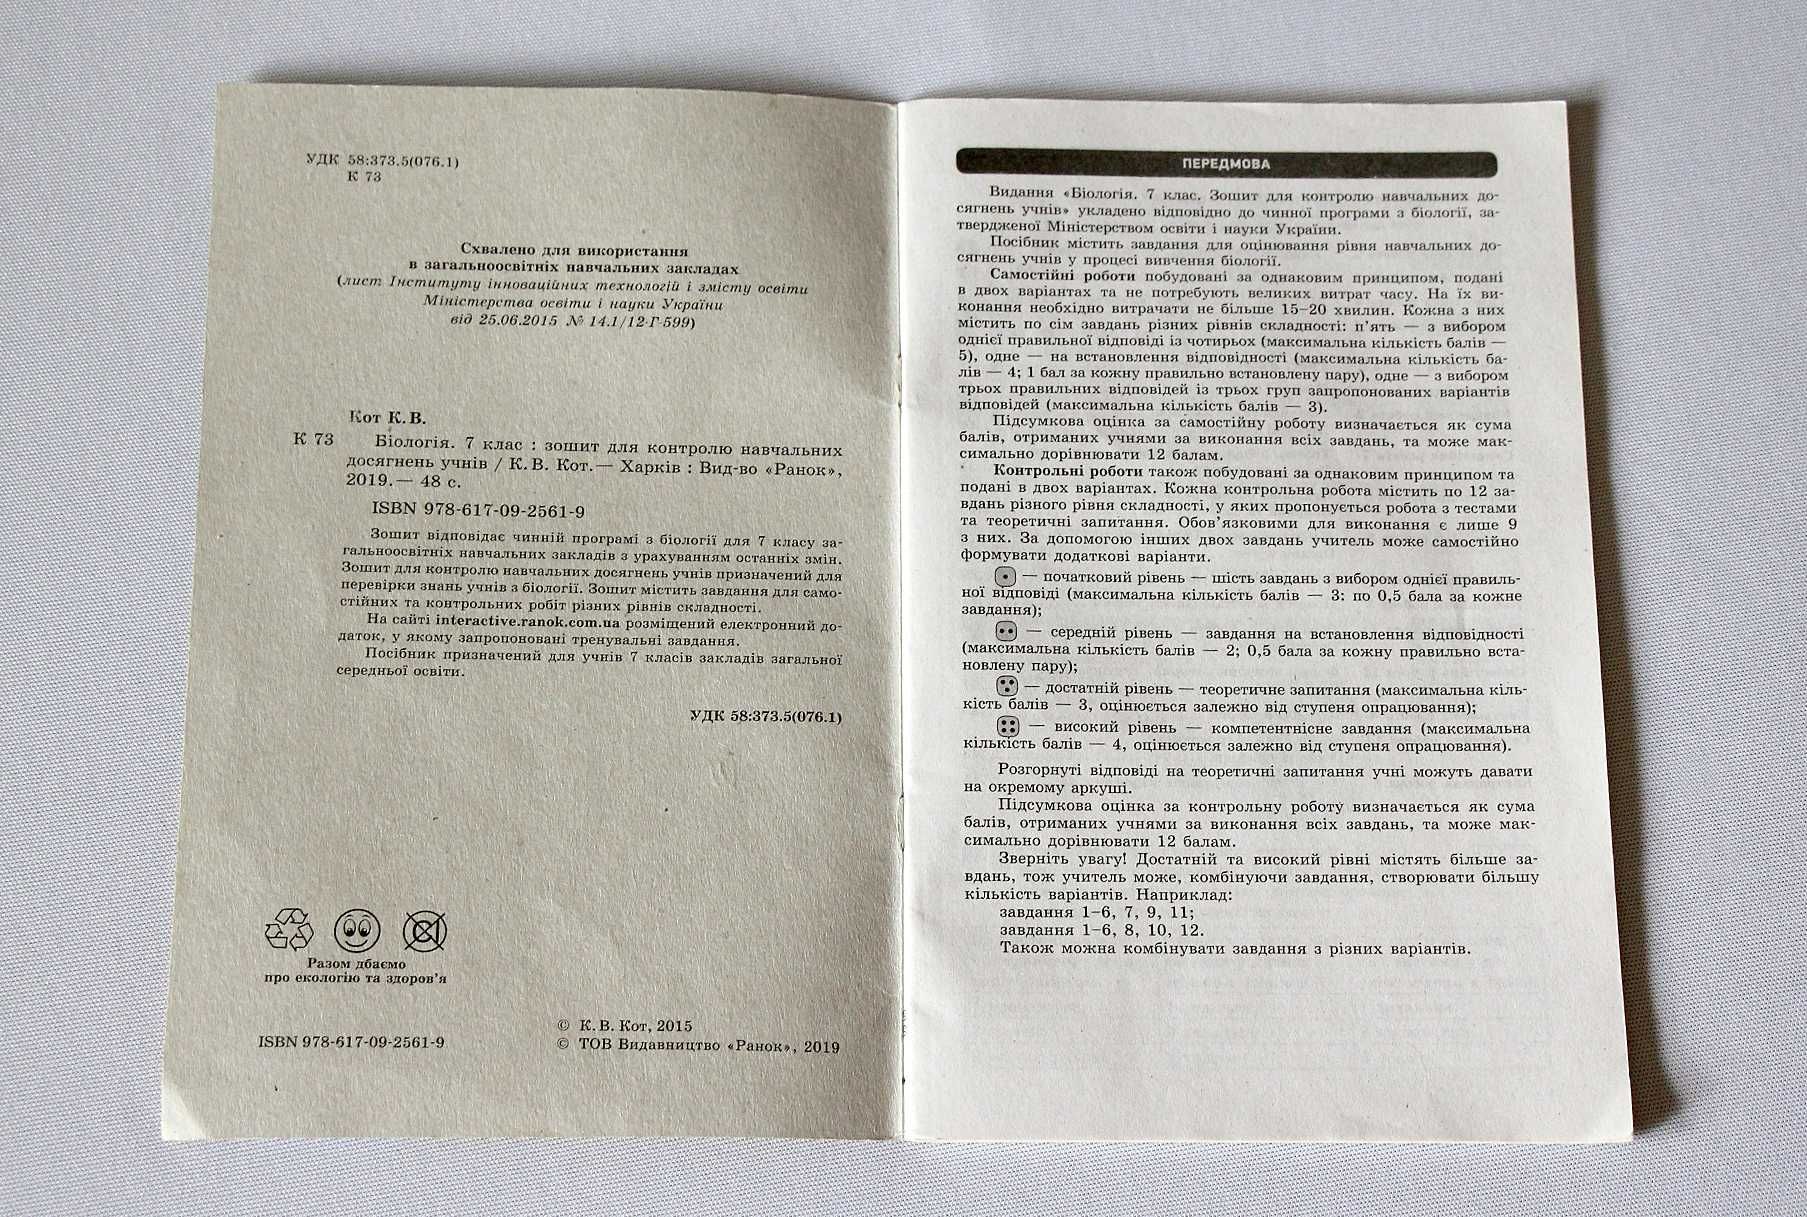 УДК 58:373.5(076.1)
К 73
Схвалено для використання
в загальноосвітніх навчальних закладах
(лист Інституту інноваційних технологій і змісту освіти
Міністерства освіти і науки України
від 25.06.2015 № 14.1/12-Г-599)
Кот К. В.
К 73 Біологія. 7 клас : зошит для контролю навчальних
досягнень учнів / К. В. Кот.— Харків : Вид-во «Ранок»,
2019.— 48 с.
ISBN 978-617-09-2561-9
Зошит відповідає чинній програмі з біології для 7 класу за-
гальноосвітніх навчальних закладів з урахуванням останніх змін.
Зошит для контролю навчальних досягнень учнів призначений для
перевірки знань учнів з біології. Зошит містить завдання для само-
стійних та контрольних робіт різних рівнів складності.
На сайті interactive.ranok.com.ua розміщений електронний до-
даток, у якому запропоновані тренувальні завдання.
Посібник призначений для учнів 7 класів закладів загальної
середньої освіти.
УДК 58:373.5(076.1)
Разом дбаємо
про екологію та здоров'я
ISBN 978-617-09-2561-9
© К. В. Кот, 2015
© ТОВ Видавництво «Ранок», 2019
ПЕРЕДМОВА
Видання «Біологія. 7 клас. Зошит для контролю навчальних до-
сягнень учнів» укладено відповідно до чинної програми з біології, за-
твердженої Міністерством освіти і науки України.
Посібник містить завдання для оцінювання рівня навчальних до-
сягнень учнів у процесі вивчення біології.
Самостійні роботи побудовані за однаковим принципом, подані
в двох варіантах та не потребують великих витрат часу. На їх ви-
конання необхідно витрачати не більше 15–20 хвилин. Кожна з них
містить по сім завдань різних рівнів складності: п'ять — з вибором
однієї правильної відповіді із чотирьох (максимальна кількість балів —
5), одне — на встановлення відповідності (максимальна кількість ба-
лів — 4; 1 бал за кожну правильно встановлену пару), одне — з вибором
трьох правильних відповідей із трьох груп запропонованих варіантів
відповідей (максимальна кількість балів — 3).
Підсумкова оцінка за самостійну роботу визначається як сума
балів, отриманих учнями за виконання всіх завдань, та може мак-
симально дорівнювати 12 балам.
Контрольні роботи також побудовані за однаковим принципом та
подані в двох варіантах. Кожна контрольна робота містить по 12 за-
вдань різного рівня складності, у яких пропонується робота з тестами
та теоретичні запитання. Обов'язковими для виконання є лише 9
з них. За допомогою інших двох завдань учитель може самостійно
формувати додаткові варіанти.
— початковий рівень — шість завдань з вибором однієї правиль-
ної відповіді (максимальна кількість балів — 3: по 0,5 бала за кожне
завдання);
— середній рівень — завдання на встановлення відповідності
(максимальна кількість балів — 2; 0,5 бала за кожну правильно вста-
новлену пару);
— достатній рівень — теоретичне запитання (максимальна кіль-
кість балів — 3, оцінюється залежно від ступеня опрацювання);
— високий рівень — компетентнісне завдання (максимальна
кількість балів — 4, оцінюється залежно від ступеня опрацювання).
Розгорнуті відповіді на теоретичні запитання учні можуть давати
на окремому аркуші.
Підсумкова оцінка за контрольну роботу визначається як сума
балів, отриманих учнями за виконання всіх завдань, та може мак-
симально дорівнювати 12 балам.
Зверніть увагу! Достатній та високий рівні містять більше за-
вдань, тож учитель може, комбінуючи завдання, створювати більшу
кількість варіантів. Наприклад:
завдання 1–6, 7, 9, 11;
завдання 1–6, 8, 10, 12.
Також можна комбінувати завдання з різних варіантів.